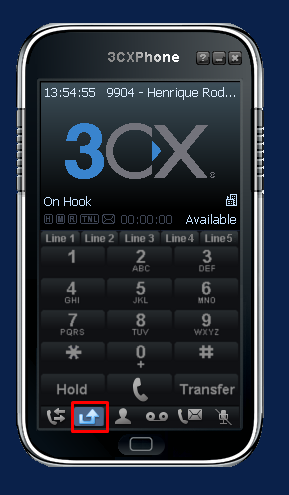 3CXPhone
13:54:55 9904 - Henrique Rod...
3CX
On Hook
H M R TNL 00:00:00 Available
Line 1 Line 2 Line 3 Line 4 Line 5
1 2 3
ABC DEF
4 5 6
GHI JKL MNO
7 8 9
PQRS TUV WXYZ
* 0 #
+
Hold Transfer